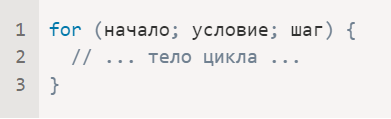 1 for (начало; условие; шаг) {
2 // ... тело цикла ...
3 }